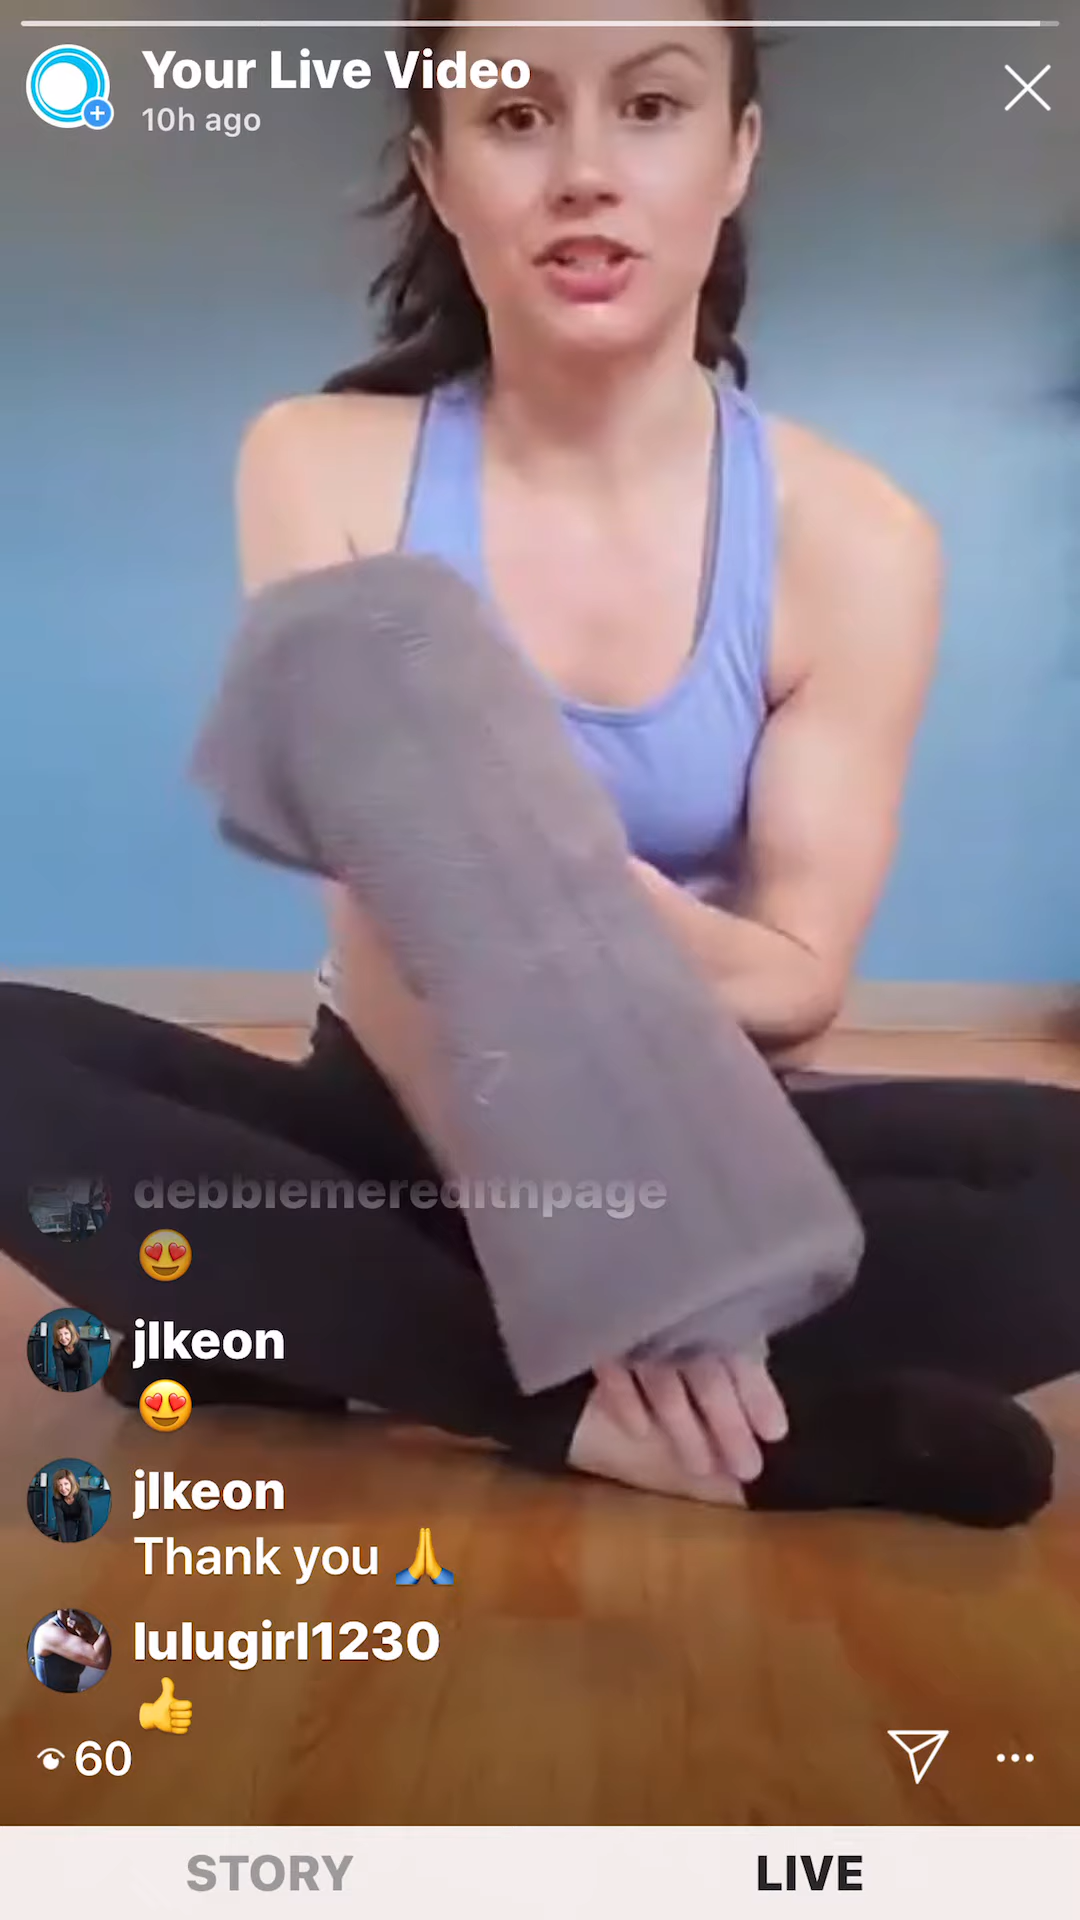 Your Live Video
10h ago
debbiemeredithpage
😍
jlkeon
😍
jlkeon
Thank you 🙏
lulugirl1230
👍
60
STORY
LIVE